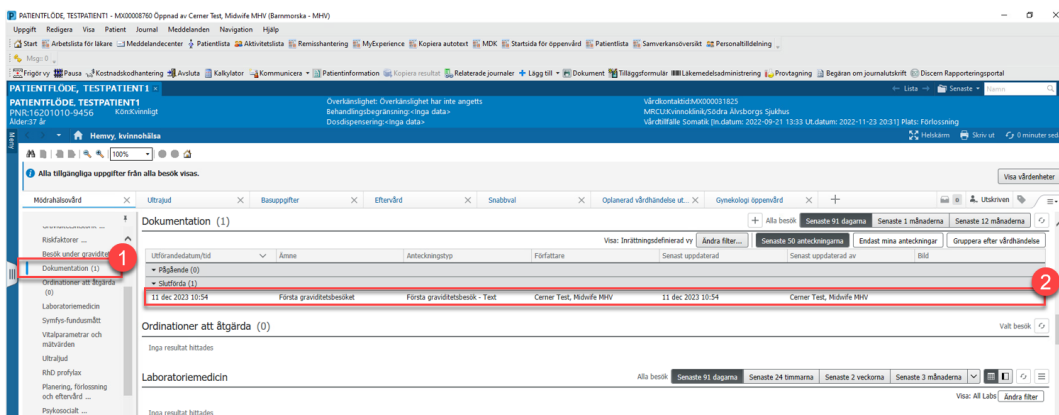 PATIENTFLÖDE, TESTPATIENT1 - MX00008760 Öppnad av Cerner Test, Midwife MHV (Barnmorska - MHV)
Uppgift Redigera Visa Patient Journal Meddelanden Navigation Hjälp
Start Arbetslista för läkare Meddelandecenter Patientlista Aktivitetslista Remisshantering MyExperience Kopiera autotext MDK Startsida för öppenvård Patientlista Samverkansöversikt Personaltilldelning
Msg: 0
Frigör vy Pausa Kostnadskodhantering Avsluta Kalkylator Kommunicera Patientinformation Kopiera resultat Relaterade journaler + Lägg till Dokument Tilläggsformulär Läkemedelsadministrering Provtagning Begäran om journalutskrift Discern Rapporteringsportal
PATIENTFLÖDE, TESTPATIENT1 × Lista Senaste Namn
PATIENTFLÖDE, TESTPATIENT1 Överkänslighet: Överkänslighet har inte angetts Vårdkontaktid:MX000031825
PNR:16201010-9456 Kön:Kvinnligt Behandlingsbegränsning:<Inga data> MRCU:Kvinnoklinik/Södra Älvsborgs Sjukhus
Ålder:37 år Dosdispensering:<Inga data> Vårdtillfälle Somatik [In.datum: 2022-09-21 13:33 Ut.datum: 2022-11-23 20:31] Plats: Förlossning
Meny Hemvy, kvinnohälsa Helskärm Skriv ut 0 minuter sed
100%
Alla tillgängliga uppgifter från alla besök visas. Visa vårdenheter
Mödrahälsovård × Ultrajud × Basuppgifter × Eftervård × Snabbval × Oplanerad vårdhändelse ut... × Gynekologi öppenvård × + Utskriven
Dokumentation (1) + Alla besök Senaste 91 dagarna Senaste 1 månaderna Senaste 12 månaderna
Riskfaktorer ...
Visa: Inrättningsdefinierad vy Ändra filter... Senaste 50 anteckningarna Endast mina anteckningar Gruppera efter vårdhändelse
Besök under gravidite
1
Utförandedatum/tid Ämne Anteckningstyp Författare Senast uppdaterad Senast uppdaterad av Bild
Dokumentation (1)
Pågående (0)
Ordinationer att åtgärda
(0)
Slutförda (1)
2
11 dec 2023 10:54 Första graviditetsbesöket Första graviditetsbesök - Text Cerner Test, Midwife MHV 11 dec 2023 10:54 Cerner Test, Midwife MHV
Laboratoriemedicin
Symfys-fundusmått
Ordinationer att åtgärda (0) Valt besök
Vitalparametrar och
mätvärden
Inga resultat hittades
Ultraljud
RhD profylax
Laboratoriemedicin Alla besök Senaste 91 dagarna Senaste 24 timmarna Senaste 2 veckorna Senaste 3 månaderna
Planering, förlossning
och eftervård ...
Visa: All Labs Ändra filter
Psykosocialt ...
Inga resultat hittades